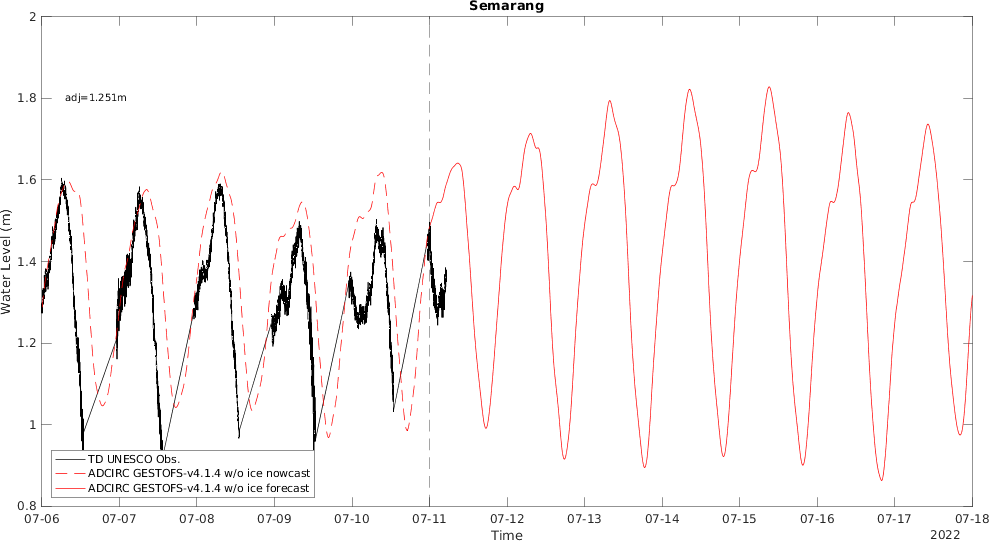 Semarang
2
1.8
1.6
1.4
1.2
1
0.8
Water Level (m)
adj=1.251m
TD UNESCO Obs.
ADCIRC GESTOFS-v4.1.4 w/o ice nowcast
ADCIRC GESTOFS-v4.1.4 w/o ice forecast
07-06 07-07 07-08 07-09 07-10 07-11 07-12 07-13 07-14 07-15 07-16 07-17 07-18
Time
2022